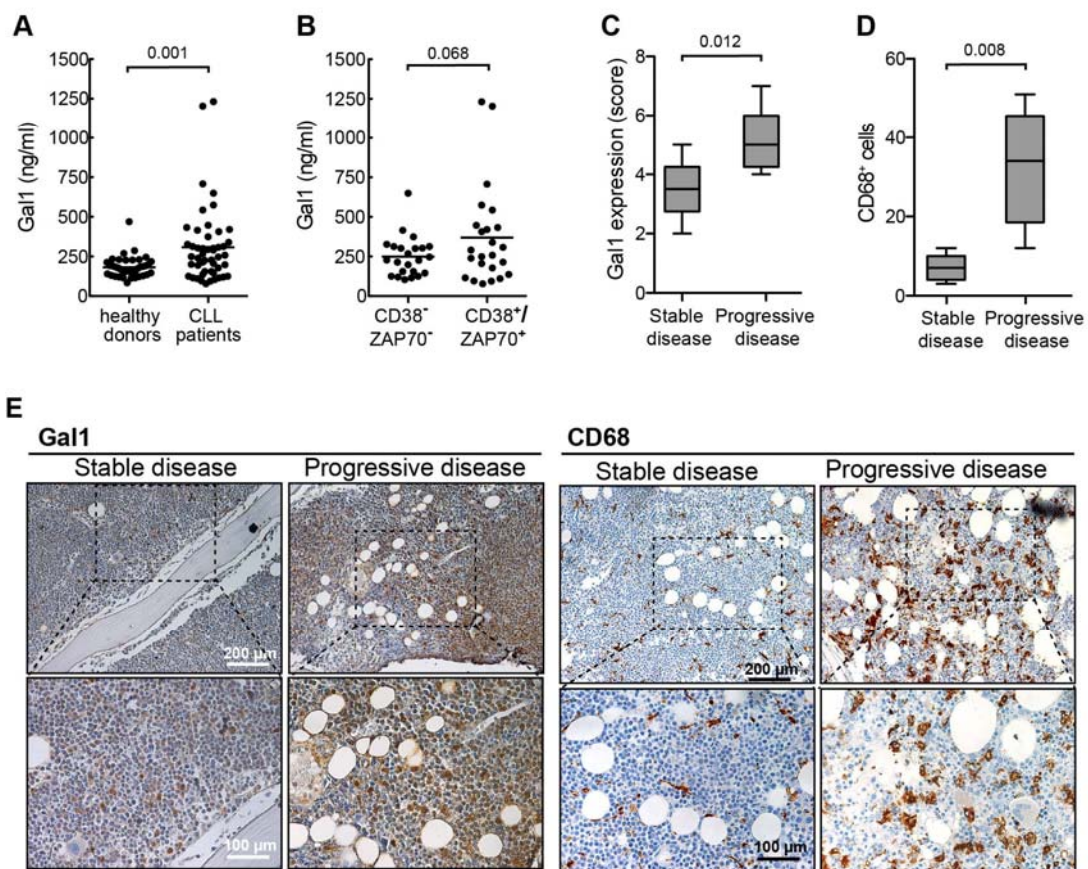 A
0.001
1500
1250
1000
750
500
250
0
Gal1 (ng/ml)
healthy donors
CLL patients
B
0.068
1500
1250
1000
750
500
250
0
Gal1 (ng/ml)
CD38-
ZAP70-
CD38+/
ZAP70+
C
0.012
8
6
4
2
0
Gal1 expression (score)
Stable disease
Progressive disease
D
0.008
60
40
20
0
CD68+ cells
Stable disease
Progressive disease
E
Gal1
Stable disease
Progressive disease
200 µm
100 µm
CD68
Stable disease
Progressive disease
200 µm
100 µm